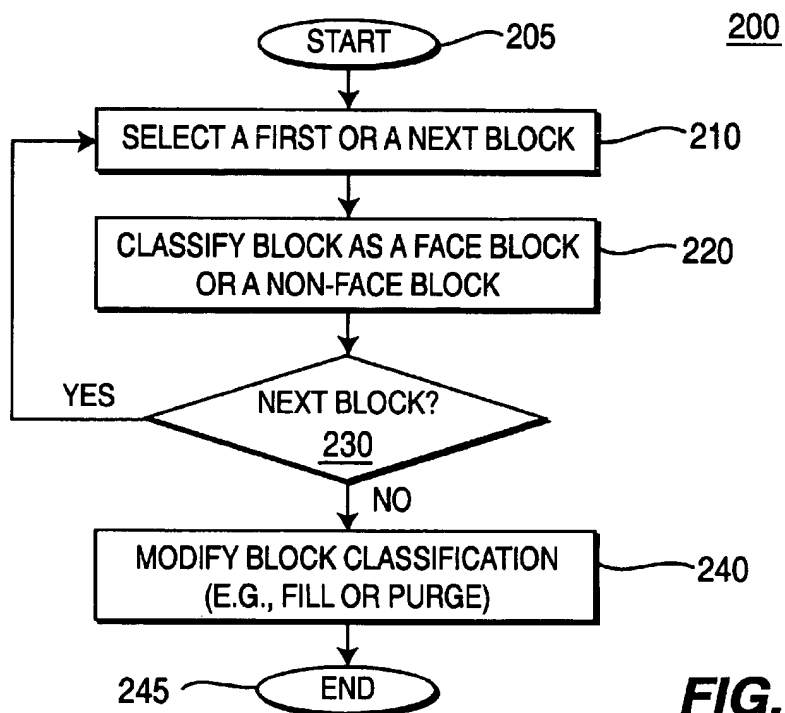 START
205
200
SELECT A FIRST OR A NEXT BLOCK
210
CLASSIFY BLOCK AS A FACE BLOCK
OR A NON-FACE BLOCK
220
YES
NEXT BLOCK?
230
NO
MODIFY BLOCK CLASSIFICATION
(E.G., FILL OR PURGE)
240
245
END
FIG.